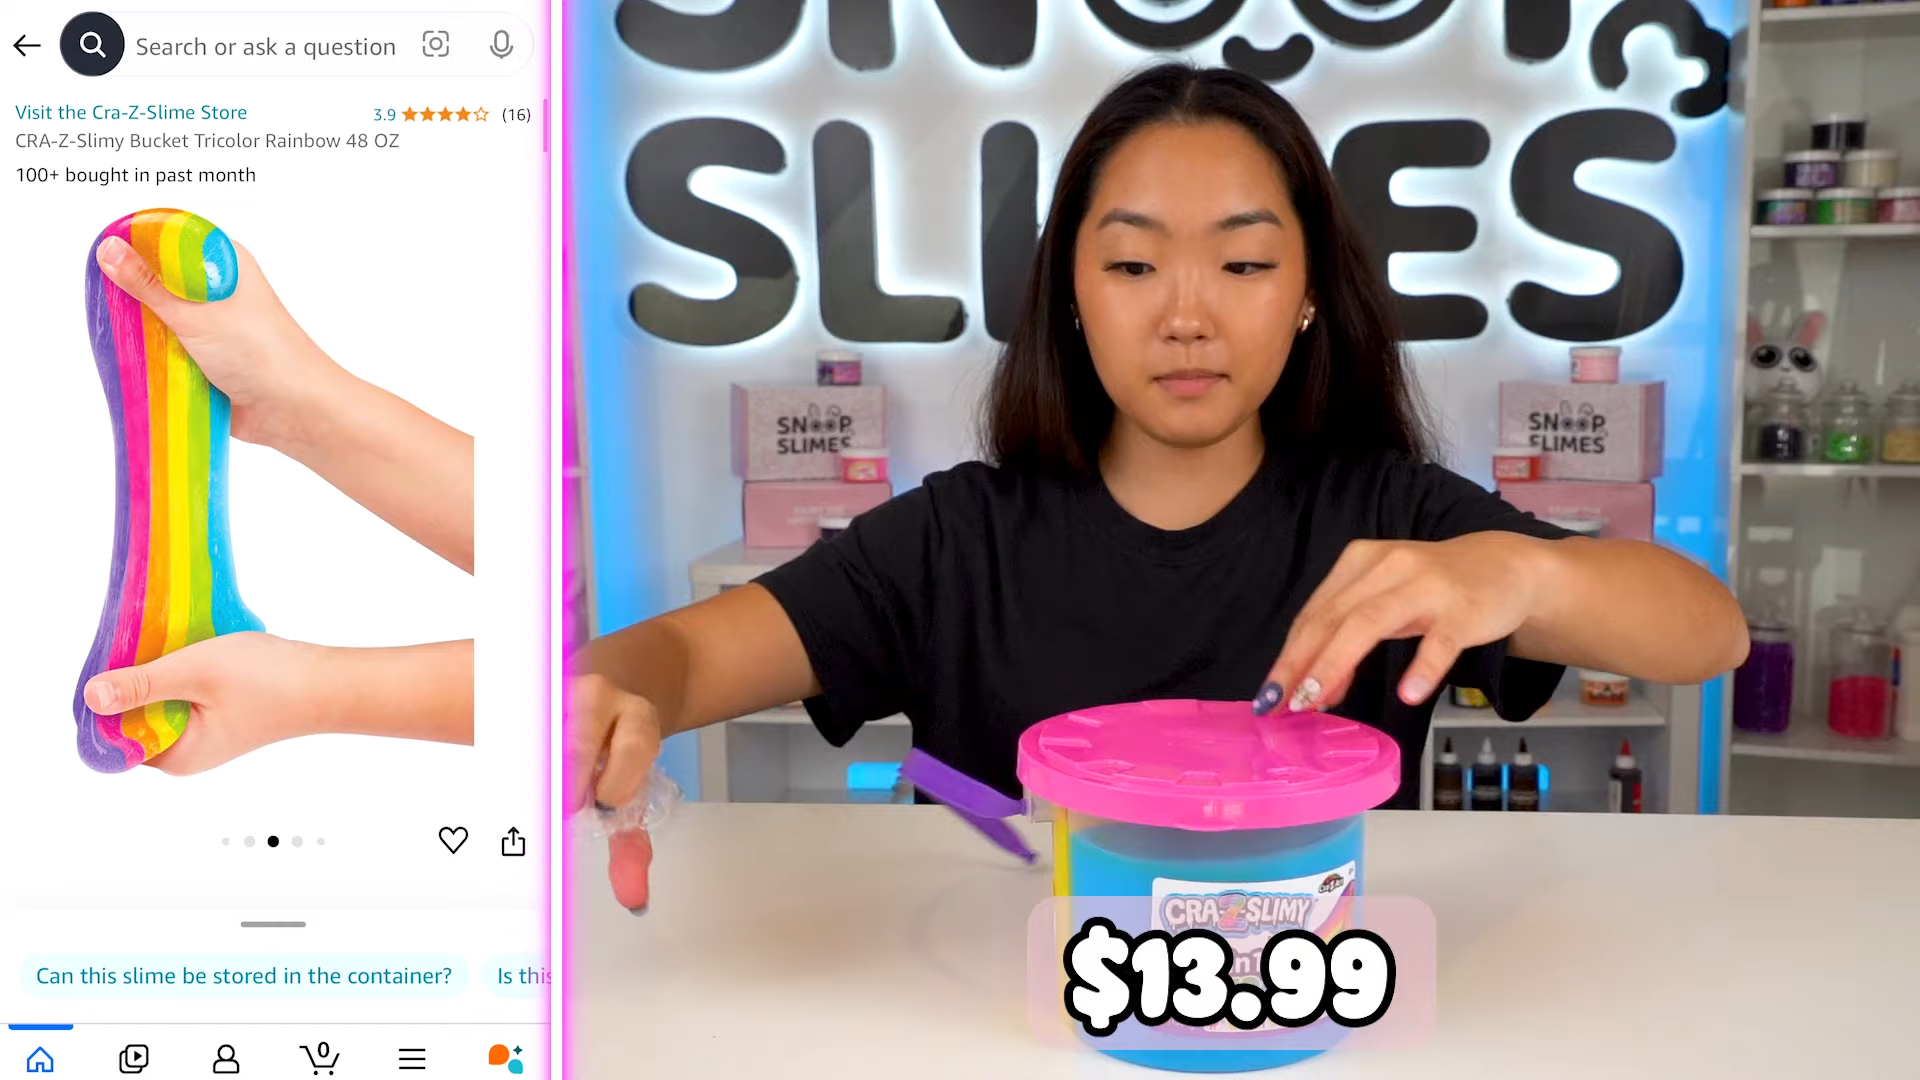 Search or ask a question
Visit the Cra-Z-Slime Store
3.9
(16)
CRA-Z-Slimy Bucket Tricolor Rainbow 48 OZ
100+ bought in past month
Can this slime be stored in the container?
Is this
0
SNOOP
SLIMES
SNOOP
SLIMES
SNOOP
SLIMES
CRA-Z-SLIMY
$13.99